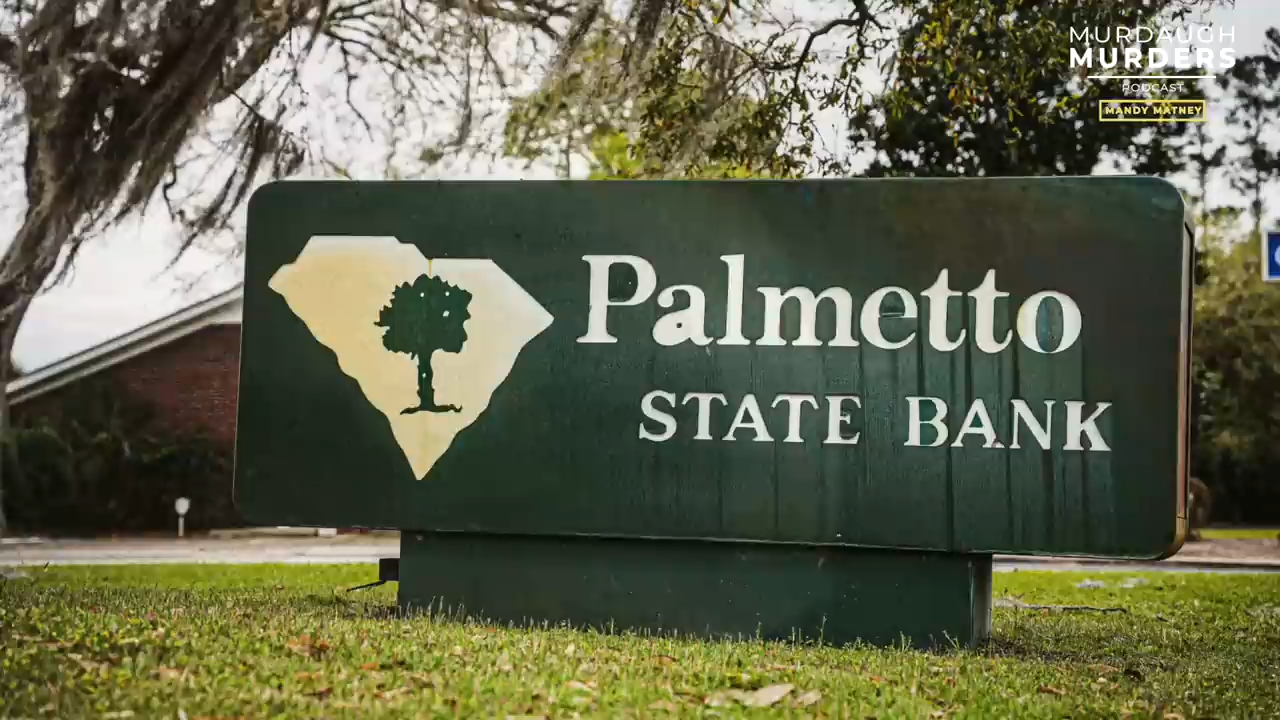 MURDAUGH
MURDERS
PODCAST
MANDY MATNEY
Palmetto
STATE BANK